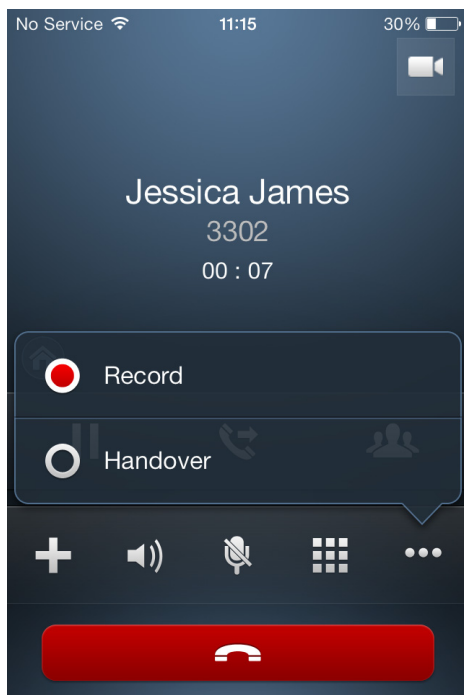 No Service 11:15 30%
Jessica James
3302
00 : 07
Record
Handover